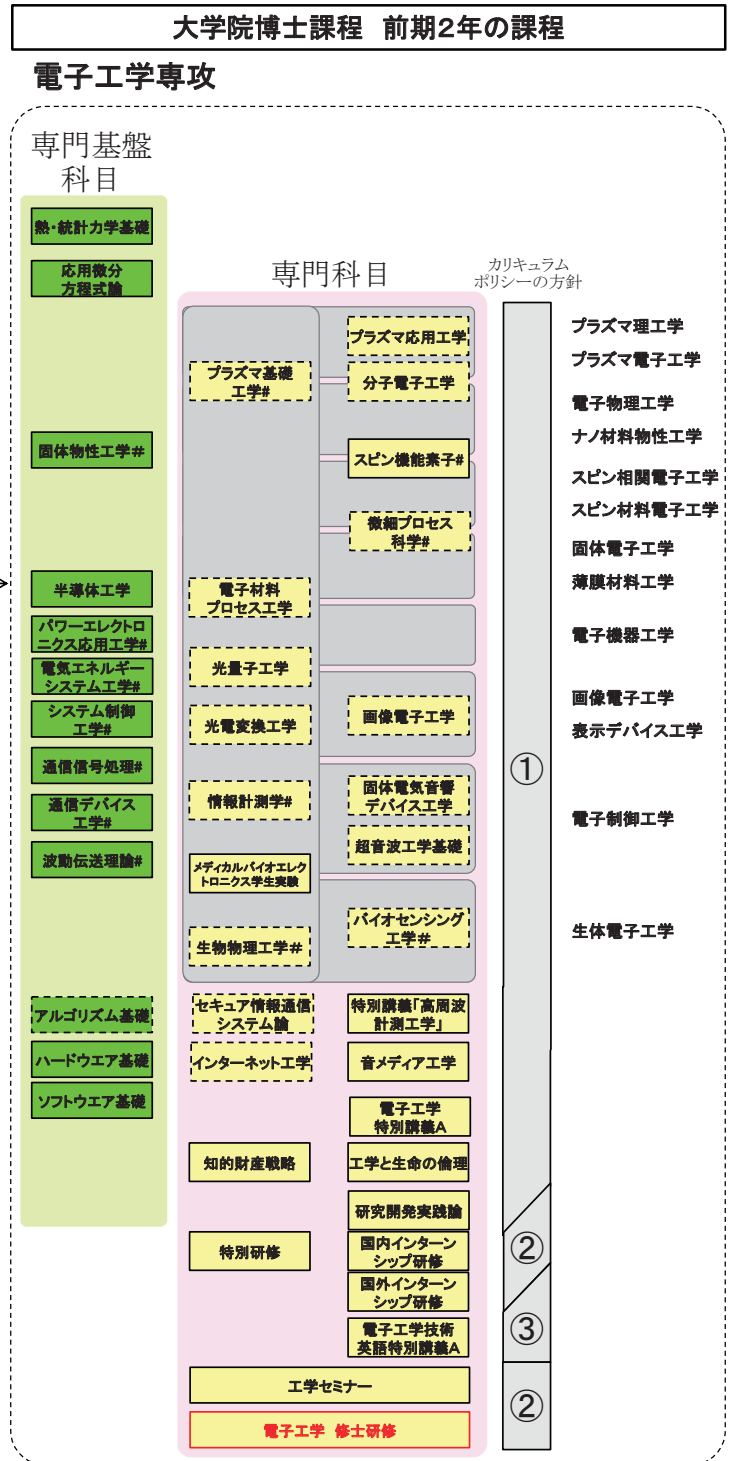 大学院博士課程 前期2年の課程
電子工学専攻
専門基盤
科目
熱・統計力学基礎
応用微分
方程式論
固体物性工学#
半導体工学
パワーエレクトロ
ニクス応用工学#
電気エネルギー
システム工学#
システム制御
工学#
通信信号処理#
通信デバイス
工学#
波動伝送理論#
アルゴリズム基礎
ハードウエア基礎
ソフトウエア基礎
専門科目
プラズマ基礎
工学#
電子材料
プロセス工学
光量子工学
光電変換工学
情報計測学#
メディカルバイオエレク
トロニクス学生実験
生物物理工学#
セキュア情報通信
システム論
インターネット工学
知的財産戦略
特別研修
プラズマ応用工学
分子電子工学
スピン機能素子#
微細プロセス
科学#
画像電子工学
固体電気音響
デバイス工学
超音波工学基礎
バイオセンシング
工学#
特別講義「高周波
計測工学」
音メディア工学
電子工学
特別講義A
工学と生命の倫理
研究開発実践論
国内インターン
シップ研修
国外インターン
シップ研修
電子工学技術
英語特別講義A
工学セミナー
電子工学 修士研修
カリキュラム
ポリシーの方針
①
②
③
②
プラズマ理工学
プラズマ電子工学
電子物理工学
ナノ材料物性工学
スピン相関電子工学
スピン材料電子工学
固体電子工学
薄膜材料工学
電子機器工学
画像電子工学
表示デバイス工学
電子制御工学
生体電子工学